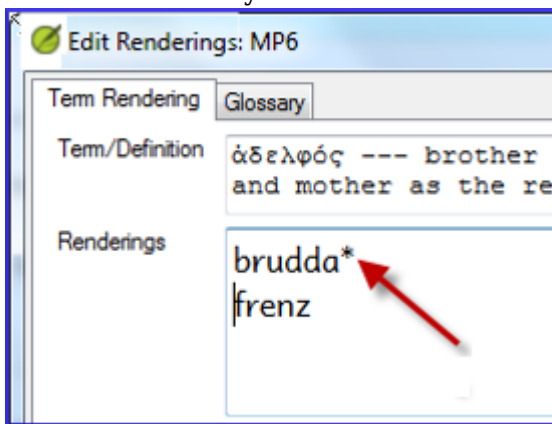 Edit Renderings: MP6
Term Rendering Glossary
Term/Definition
ἀδελφός --- brother
and mother as the re
Renderings
brudda*
frenz